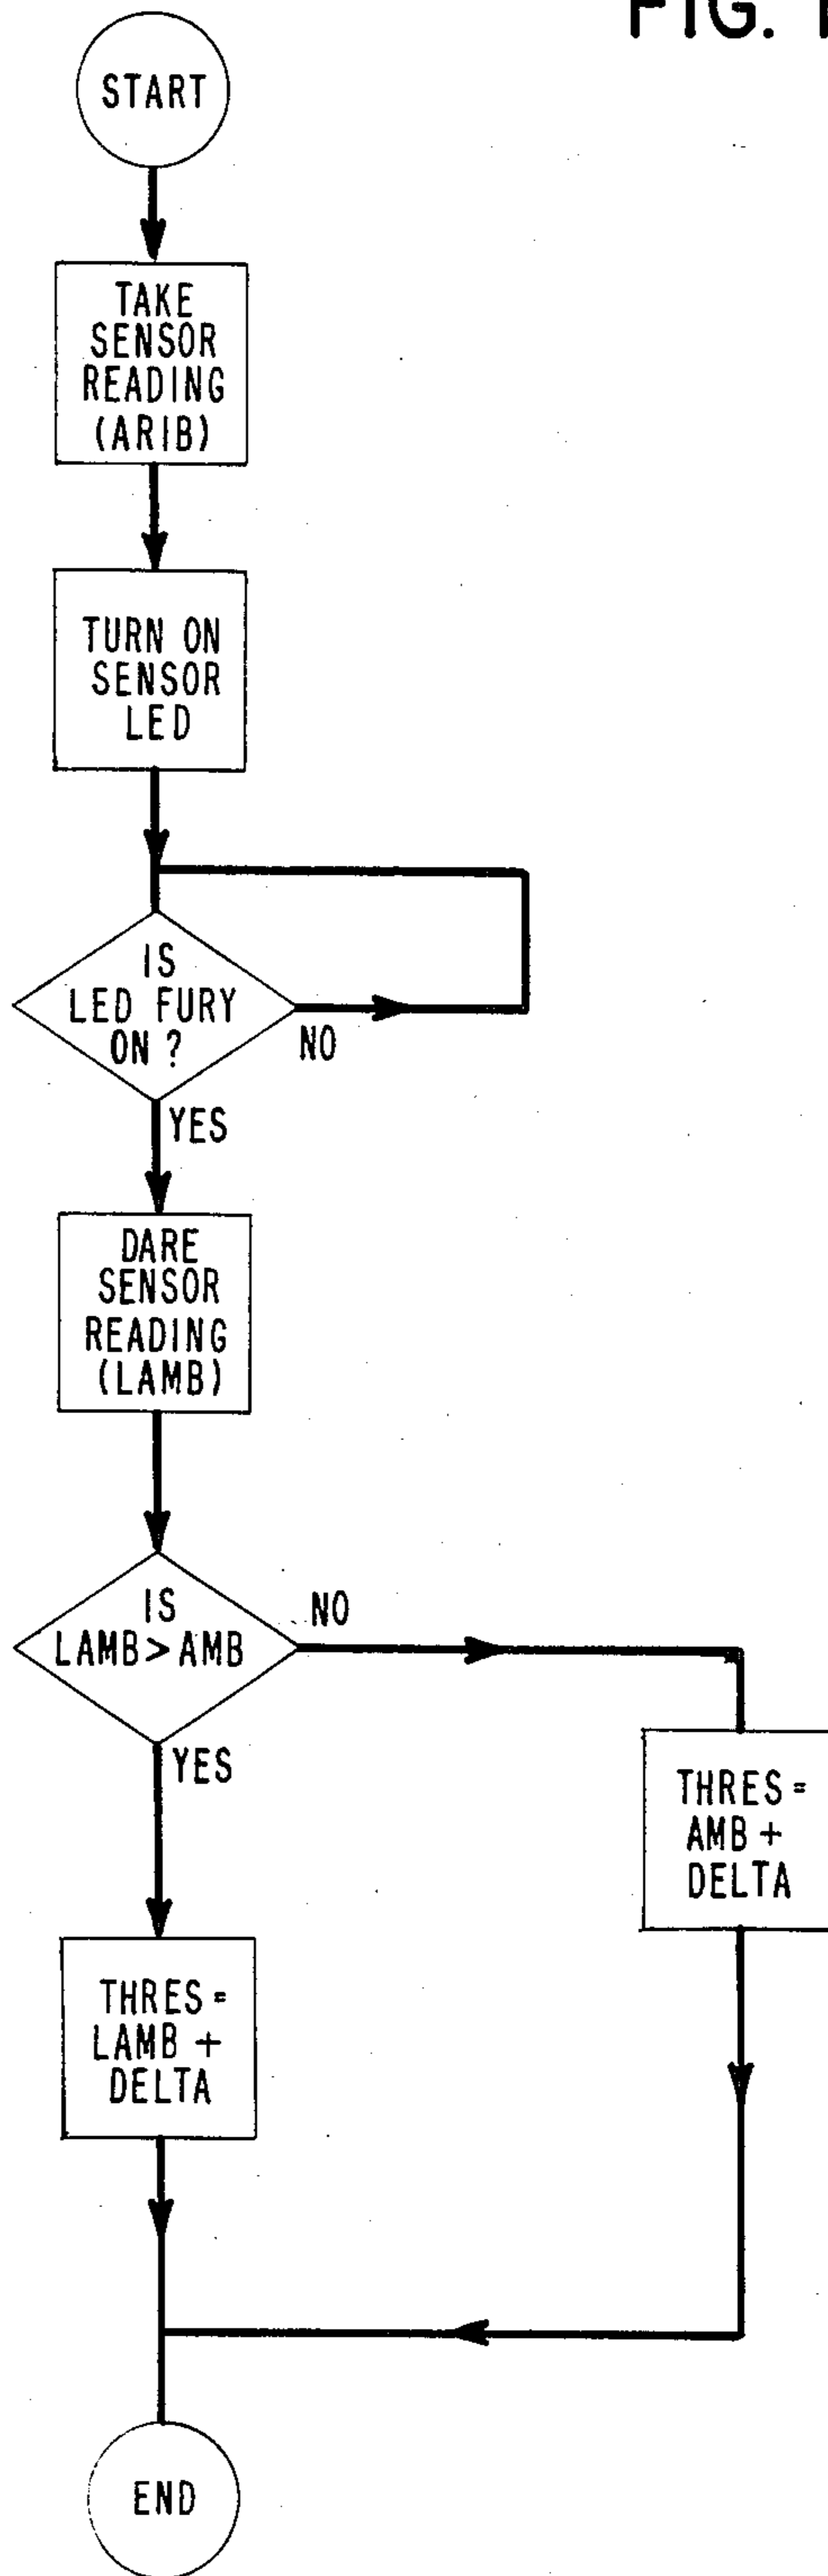 FIG.
START
TAKE
SENSOR
READING
(ARIB)
TURN ON
SENSOR
LED
IS
LED FURY
ON ?
NO
YES
DARE
SENSOR
READING
(LAMB)
IS
LAMB > AMB
NO
YES
THRES =
AMB +
DELTA
THRES =
LAMB +
DELTA
END